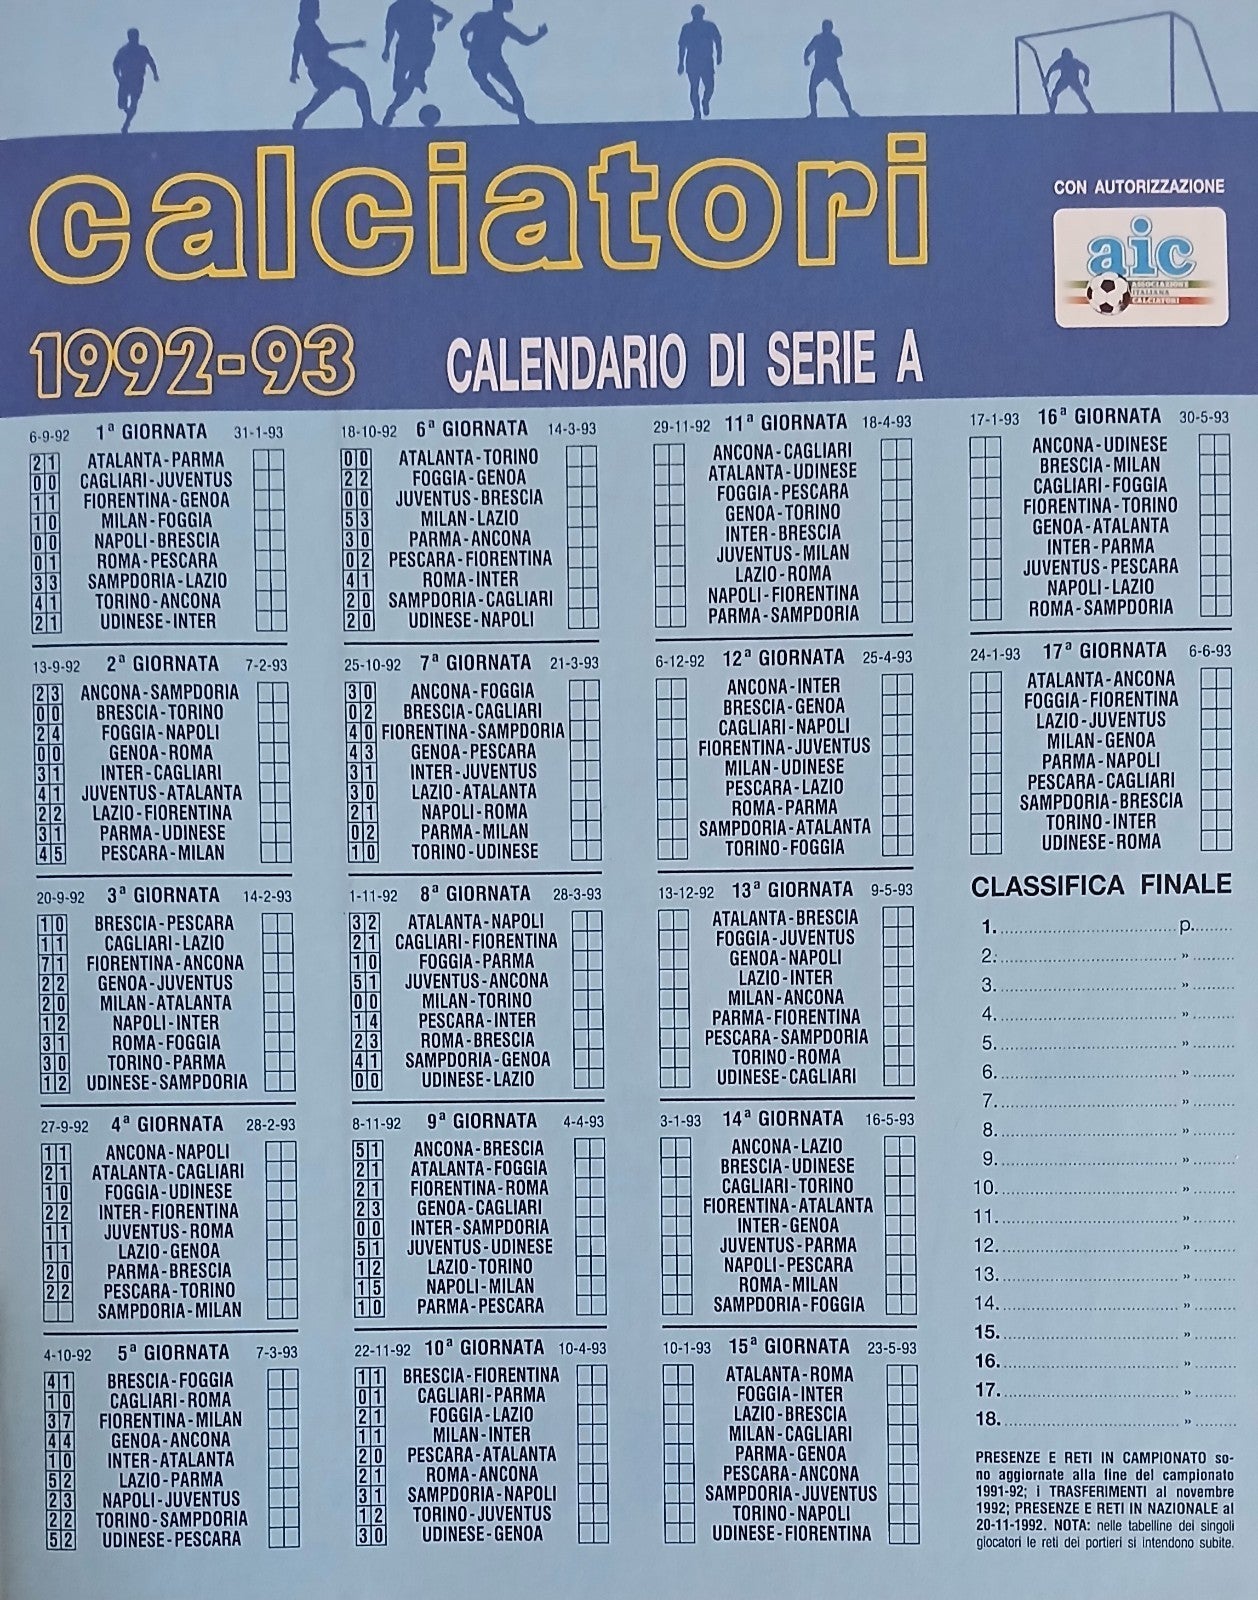 calciatori
CON AUTORIZZAZIONE
aic
ASSOCIAZIONE
ITALIANA
CALCIATORI
1992-93 CALENDARIO DI SERIE A
6-9-92 1ª GIORNATA 31-1-93
2 1 ATALANTA-PARMA
0 0 CAGLIARI-JUVENTUS
1 1 FIORENTINA-GENOA
1 0 MILAN-FOGGIA
0 0 NAPOLI-BRESCIA
0 1 ROMA-PESCARA
3 3 SAMPDORIA-LAZIO
4 1 TORINO-ANCONA
2 1 UDINESE-INTER
13-9-92 2ª GIORNATA 7-2-93
2 3 ANCONA-SAMPDORIA
0 0 BRESCIA-TORINO
2 4 FOGGIA-NAPOLI
0 0 GENOA-ROMA
3 1 INTER-CAGLIARI
4 1 JUVENTUS-ATALANTA
2 2 LAZIO-FIORENTINA
3 1 PARMA-UDINESE
4 5 PESCARA-MILAN
20-9-92 3ª GIORNATA 14-2-93
1 0 BRESCIA-PESCARA
1 1 CAGLIARI-LAZIO
7 1 FIORENTINA-ANCONA
2 2 GENOA-JUVENTUS
2 0 MILAN-ATALANTA
1 2 NAPOLI-INTER
3 1 ROMA-FOGGIA
3 0 TORINO-PARMA
1 2 UDINESE-SAMPDORIA
27-9-92 4ª GIORNATA 28-2-93
1 1 ANCONA-NAPOLI
2 1 ATALANTA-CAGLIARI
1 0 FOGGIA-UDINESE
2 2 INTER-FIORENTINA
1 1 JUVENTUS-ROMA
1 1 LAZIO-GENOA
2 0 PARMA-BRESCIA
2 2 PESCARA-TORINO
SAMPDORIA-MILAN
4-10-92 5ª GIORNATA 7-3-93
4 1 BRESCIA-FOGGIA
1 0 CAGLIARI-ROMA
3 7 FIORENTINA-MILAN
4 4 GENOA-ANCONA
1 0 INTER-ATALANTA
5 2 LAZIO-PARMA
2 3 NAPOLI-JUVENTUS
2 2 TORINO-SAMPDORIA
5 2 UDINESE-PESCARA
18-10-92 6ª GIORNATA 14-3-93
0 0 ATALANTA-TORINO
2 2 FOGGIA-GENOA
0 0 JUVENTUS-BRESCIA
5 3 MILAN-LAZIO
3 0 PARMA-ANCONA
0 2 PESCARA-FIORENTINA
4 1 ROMA-INTER
2 0 SAMPDORIA-CAGLIARI
2 0 UDINESE-NAPOLI
25-10-92 7ª GIORNATA 21-3-93
3 0 ANCONA-FOGGIA
0 2 BRESCIA-CAGLIARI
4 0 FIORENTINA-SAMPDORIA
4 3 GENOA-PESCARA
3 1 INTER-JUVENTUS
3 0 LAZIO-ATALANTA
2 1 NAPOLI-ROMA
0 2 PARMA-MILAN
1 0 TORINO-UDINESE
1-11-92 8ª GIORNATA 28-3-93
3 2 ATALANTA-NAPOLI
2 1 CAGLIARI-FIORENTINA
1 0 FOGGIA-PARMA
5 1 JUVENTUS-ANCONA
0 0 MILAN-TORINO
1 4 PESCARA-INTER
2 3 ROMA-BRESCIA
4 1 SAMPDORIA-GENOA
0 0 UDINESE-LAZIO
8-11-92 9ª GIORNATA 4-4-93
5 1 ANCONA-BRESCIA
2 1 ATALANTA-FOGGIA
2 1 FIORENTINA-ROMA
2 3 GENOA-CAGLIARI
0 0 INTER-SAMPDORIA
5 1 JUVENTUS-UDINESE
1 2 LAZIO-TORINO
1 5 NAPOLI-MILAN
1 0 PARMA-PESCARA
22-11-92 10ª GIORNATA 10-4-93
1 1 BRESCIA-FIORENTINA
0 1 CAGLIARI-PARMA
2 1 FOGGIA-LAZIO
1 1 MILAN-INTER
2 0 PESCARA-ATALANTA
2 1 ROMA-ANCONA
3 1 SAMPDORIA-NAPOLI
1 2 TORINO-JUVENTUS
3 0 UDINESE-GENOA
29-11-92 11ª GIORNATA 18-4-93
ANCONA-CAGLIARI
ATALANTA-UDINESE
FOGGIA-PESCARA
GENOA-TORINO
INTER-BRESCIA
JUVENTUS-MILAN
LAZIO-ROMA
NAPOLI-FIORENTINA
PARMA-SAMPDORIA
6-12-92 12ª GIORNATA 25-4-93
ANCONA-INTER
BRESCIA-GENOA
CAGLIARI-NAPOLI
FIORENTINA-JUVENTUS
MILAN-UDINESE
PESCARA-LAZIO
ROMA-PARMA
SAMPDORIA-ATALANTA
TORINO-FOGGIA
13-12-92 13ª GIORNATA 9-5-93
ATALANTA-BRESCIA
FOGGIA-JUVENTUS
GENOA-NAPOLI
LAZIO-INTER
MILAN-ANCONA
PARMA-FIORENTINA
PESCARA-SAMPDORIA
TORINO-ROMA
UDINESE-CAGLIARI
3-1-93 14ª GIORNATA 16-5-93
ANCONA-LAZIO
BRESCIA-UDINESE
CAGLIARI-TORINO
FIORENTINA-ATALANTA
INTER-GENOA
JUVENTUS-PARMA
NAPOLI-PESCARA
ROMA-MILAN
SAMPDORIA-FOGGIA
10-1-93 15ª GIORNATA 23-5-93
ATALANTA-ROMA
FOGGIA-INTER
LAZIO-BRESCIA
MILAN-CAGLIARI
PARMA-GENOA
PESCARA-ANCONA
SAMPDORIA-JUVENTUS
TORINO-NAPOLI
UDINESE-FIORENTINA
17-1-93 16ª GIORNATA 30-5-93
ANCONA-UDINESE
BRESCIA-MILAN
CAGLIARI-FOGGIA
FIORENTINA-TORINO
GENOA-ATALANTA
INTER-PARMA
JUVENTUS-PESCARA
NAPOLI-LAZIO
ROMA-SAMPDORIA
24-1-93 17ª GIORNATA 6-6-93
ATALANTA-ANCONA
FOGGIA-FIORENTINA
LAZIO-JUVENTUS
MILAN-GENOA
PARMA-NAPOLI
PESCARA-CAGLIARI
SAMPDORIA-BRESCIA
TORINO-INTER
UDINESE-ROMA
CLASSIFICA FINALE
1. p.
2. »
3. »
4. »
5. »
6. »
7. »
8. »
9. »
10. »
11. »
12. »
13. »
14. »
15. »
16. »
17. »
18. »
PRESENZE E RETI IN CAMPIONATO so-
no aggiornate alla fine del campionato
1991-92; i TRASFERIMENTI al novembre
1992; PRESENZE E RETI IN NAZIONALE al
20-11-1992. NOTA: nelle tabelline dei singoli
giocatori le reti dei portieri si intendono subite.